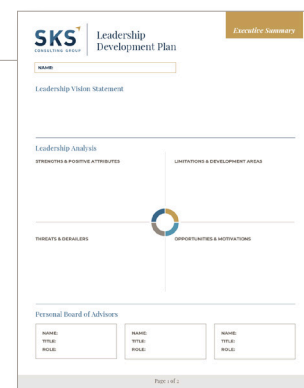 SKS
CONSULTING GROUP
Leadership
Development Plan
Executive Summary
NAME:
Leadership Vision Statement
Leadership Analysis
STRENGTHS & POSITIVE ATTRIBUTES
LIMITATIONS & DEVELOPMENT AREAS
THREATS & DERAILERS
OPPORTUNITIES & MOTIVATIONS
Personal Board of Advisors
NAME:
TITLE:
ROLE:
NAME:
TITLE:
ROLE:
NAME:
TITLE:
ROLE:
Page 1 of 2